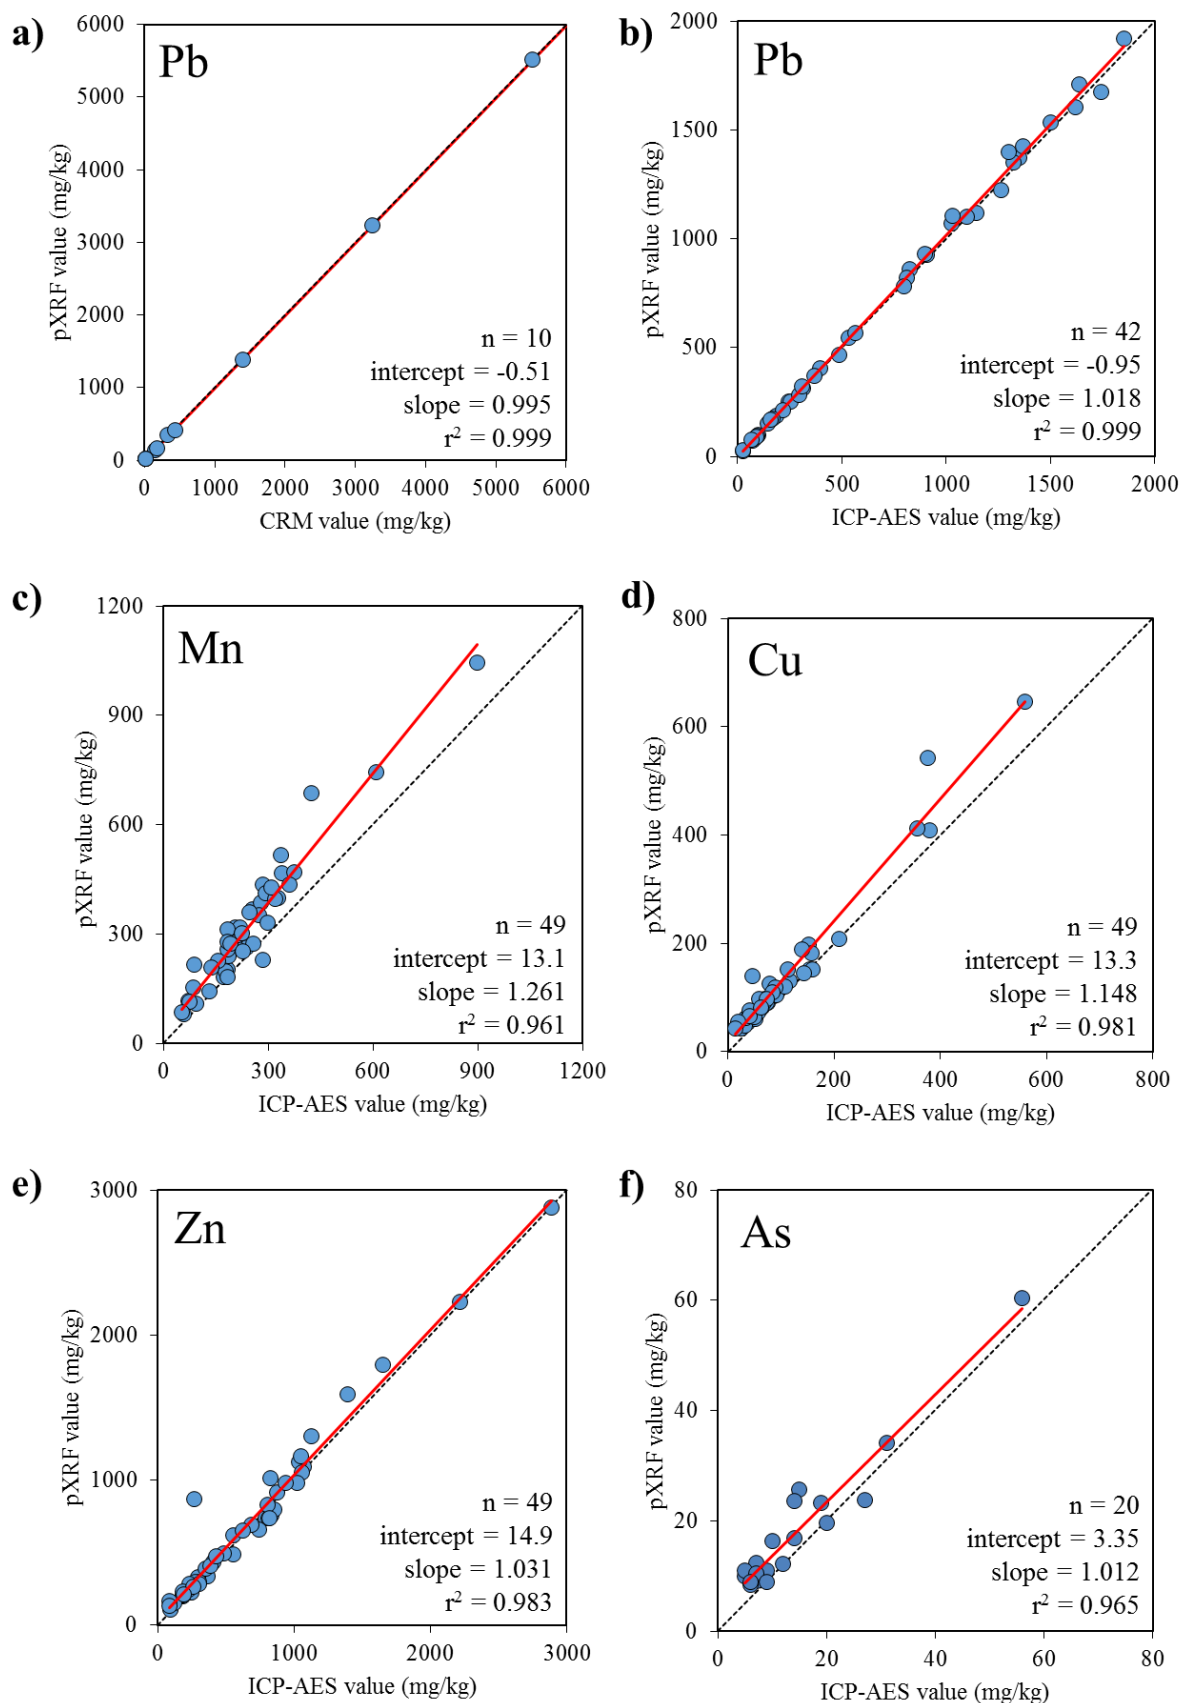 a)
Pb
6000
5000
4000
3000
2000
1000
0
pXRF value (mg/kg)
n = 10
intercept = -0.51
slope = 0.995
r² = 0.999
0 1000 2000 3000 4000 5000 6000
CRM value (mg/kg)
b)
Pb
2000
1500
1000
500
0
pXRF value (mg/kg)
n = 42
intercept = -0.95
slope = 1.018
r² = 0.999
0 500 1000 1500 2000
ICP-AES value (mg/kg)
c)
Mn
1200
900
600
300
0
pXRF value (mg/kg)
n = 49
intercept = 13.1
slope = 1.261
r² = 0.961
0 300 600 900 1200
ICP-AES value (mg/kg)
d)
Cu
800
600
400
200
0
pXRF value (mg/kg)
n = 49
intercept = 13.3
slope = 1.148
r² = 0.981
0 200 400 600 800
ICP-AES value (mg/kg)
e)
Zn
3000
2000
1000
0
pXRF value (mg/kg)
n = 49
intercept = 14.9
slope = 1.031
r² = 0.983
0 1000 2000 3000
ICP-AES value (mg/kg)
f)
As
80
60
40
20
0
pXRF value (mg/kg)
n = 20
intercept = 3.35
slope = 1.012
r² = 0.965
0 20 40 60 80
ICP-AES value (mg/kg)